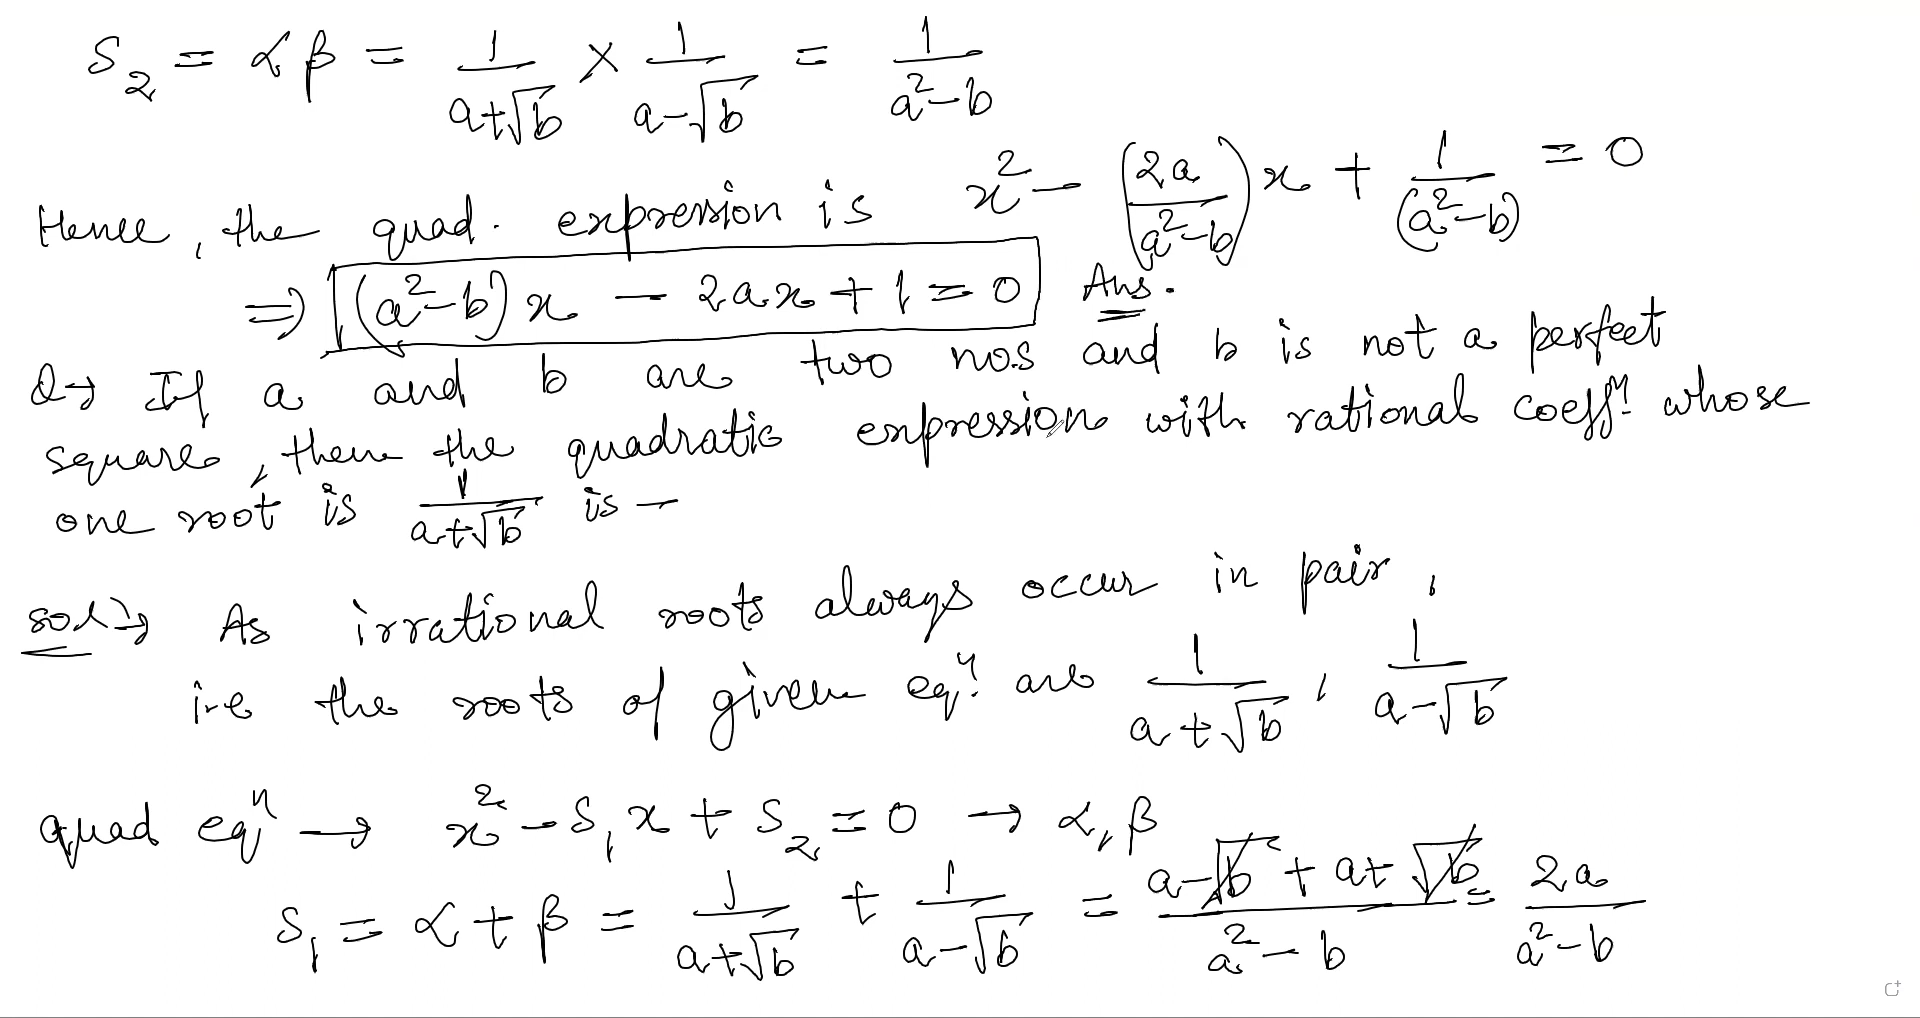 S₂ = αβ = 1/(a+√b) × 1/(a-√b) = 1/(a²-b)
Hence, the quad. expression is x² - (2a/(a²-b))x + 1/(a²-b) = 0
⇒ (a²-b)x - 2ax + 1 = 0 Ans.
Q→ If a and b are two nos and b is not a perfect
square, then the quadratic expression with rational coeffⁿ. whose
one root is 1/(a+√b) is —
sol→ As irrational roots always occur in pair,
i.e the roots of given eqⁿ. are 1/(a+√b), 1/(a-√b)
quad eqⁿ → x² - S₁x + S₂ = 0 → α, β
S₁ = α + β = 1/(a+√b) + 1/(a-√b) = (a-√b + a+√b)/(a²-b) = 2a/(a²-b)